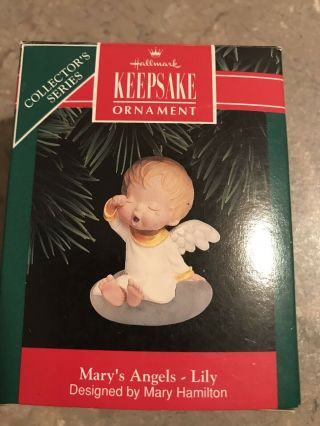 COLLECTOR'S
SERIES
Hallmark
KEEPSAKE
ORNAMENT
Mary's Angels - Lily
Designed by Mary Hamilton